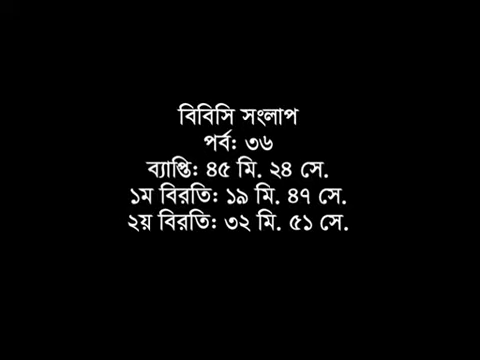 বিবিসি সংলাপ
পর্ব: ৩৬
ব্যাপ্তি: ৪৫ মি. ২৪ সে.
১ম বিরতি: ১৯ মি. ৪৭ সে.
২য় বিরতি: ৩২ মি. ৫১ সে.